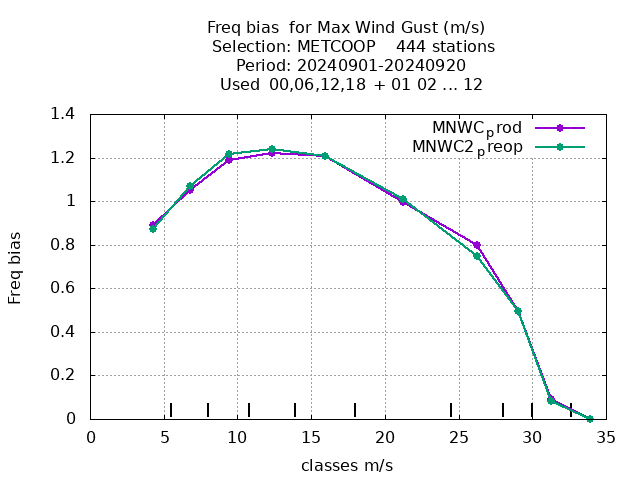 Freq bias  for Max Wind Gust (m/s)
Selection: METCOOP    444 stations
Period: 20240901-20240920
Used  00,06,12,18  + 01 02 ... 12
MNWCprod
MNWC2preop
1.4
1.2
1
0.8
0.6
0.4
0.2
0
Freq bias
0 5 10 15 20 25 30 35
classes m/s